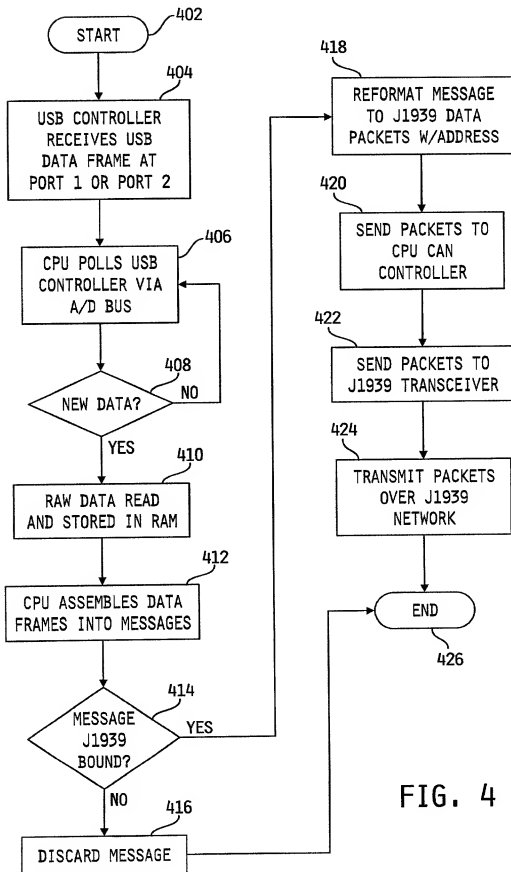 START
402
404
USB CONTROLLER
RECEIVES USB
DATA FRAME AT
PORT 1 OR PORT 2
406
CPU POLLS USB
CONTROLLER VIA
A/D BUS
408
NEW DATA?
NO
YES
410
RAW DATA READ
AND STORED IN RAM
412
CPU ASSEMBLES DATA
FRAMES INTO MESSAGES
414
MESSAGE
J1939
BOUND?
YES
NO
416
DISCARD MESSAGE
418
REFORMAT MESSAGE
TO J1939 DATA
PACKETS W/ADDRESS
420
SEND PACKETS TO
CPU CAN
CONTROLLER
422
SEND PACKETS TO
J1939 TRANSCEIVER
424
TRANSMIT PACKETS
OVER J1939
NETWORK
END
426
FIG. 4